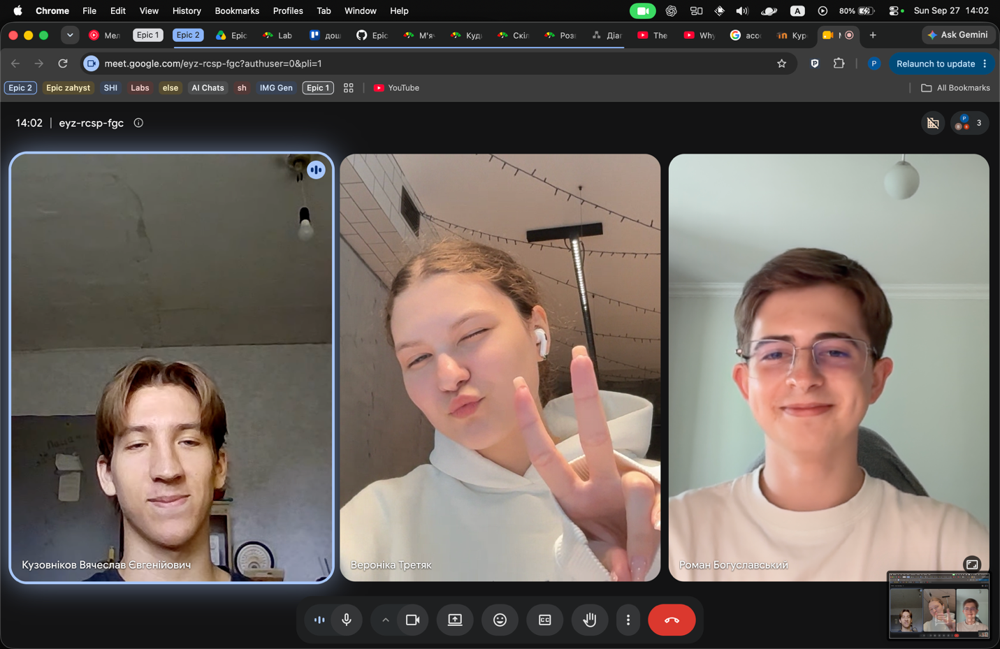 Chrome File Edit View History Bookmarks Profiles Tab Window Help A 80% Sun Sep 27 14:02
Мел Epic 1 Epic 2 Epic Lab дош Epic М'яч Куд Скіл Роз Діаг The Why acco Кур Ask Gemini
meet.google.com/eyz-rcsp-fgc?authuser=0&pli=1 P Relaunch to update
Epic 2 Epic zahyst SHI Labs else AI Chats sh IMG Gen Epic 1 YouTube All Bookmarks
14:02 eyz-rcsp-fgc P 3
Кузовніков Вячеслав Євгенійович
Вероніка Третяк
Роман Богуславський